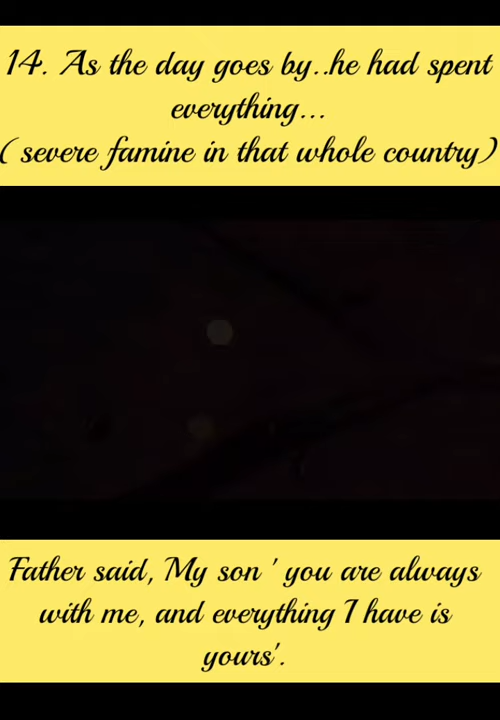 14. As the day goes by..he had spent
everything...
( severe famine in that whole country)
Father said, 'My son ' you are always
with me, and everything I have is
yours'.